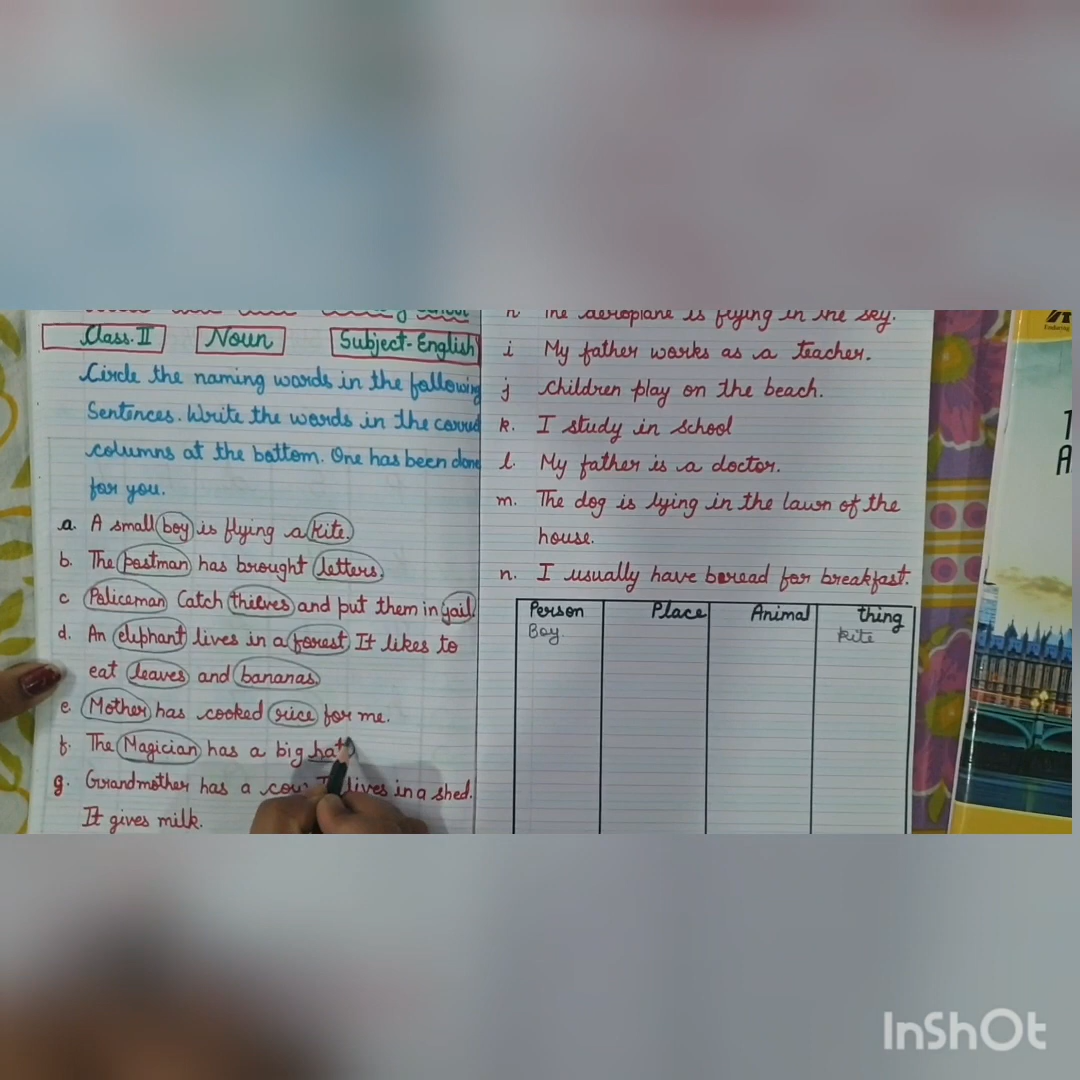 Class. II
Noun
Subject- English
Circle the naming words in the following
Sentences. Write the words in the
columns at the bottom. One has been done
for you.
a. A small boy is flying a kite.
b. The postman has brought letters.
c Policeman Catch thieves and put them in jail
d. An elephant lives in a forest It likes to
eat leaves and bananas.
e. Mother has cooked rice for me.
f. The Magician has a big hat
g. Grandmother has a cow lives in a shed.
It gives milk.
h The aeroplane is flying in the sky.
i My father works as a teacher.
j children play on the beach.
k. I study in school
l. My father is a doctor.
m. The dog is lying in the lawn of the
house.
n. I usually have beread for breakfast.
Person Place Animal thing
Boy. kite
InShOt